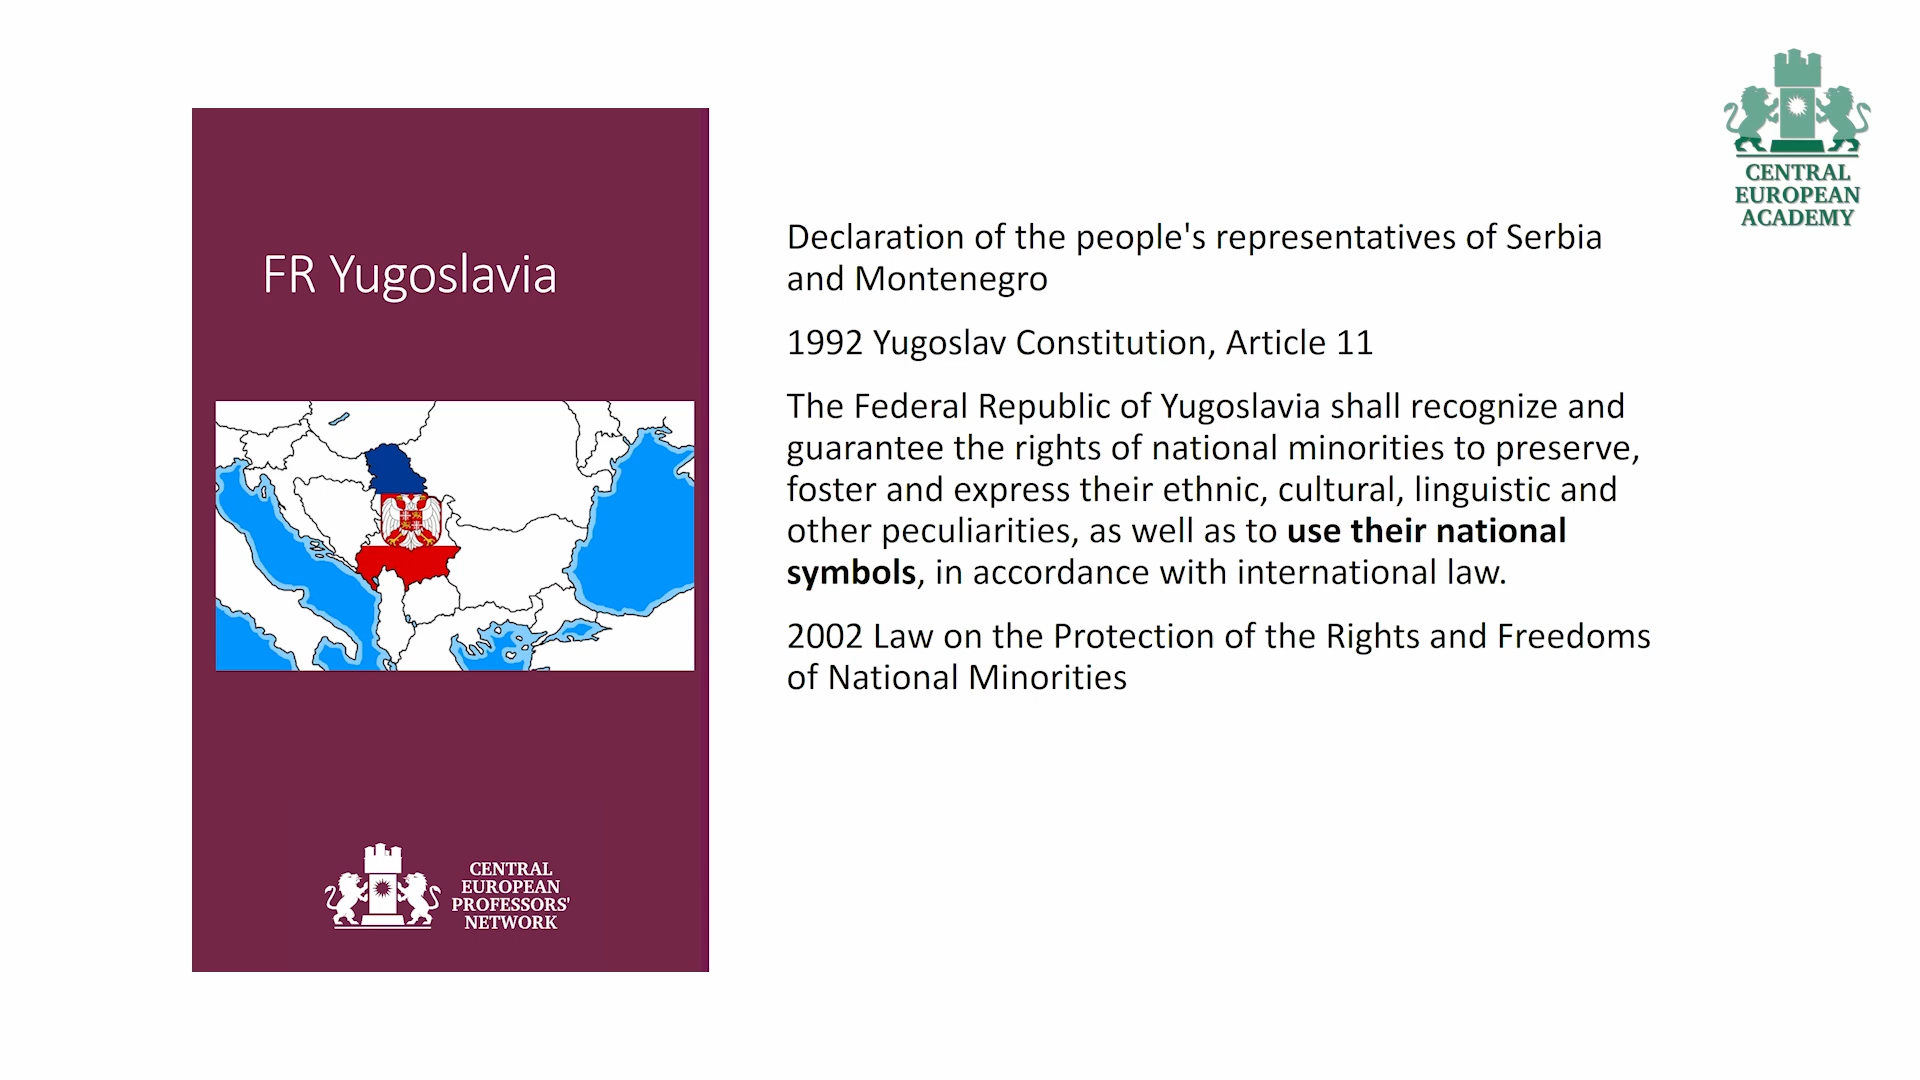 FR Yugoslavia
CENTRAL
EUROPEAN
PROFESSORS'
NETWORK
Declaration of the people's representatives of Serbia
and Montenegro
1992 Yugoslav Constitution, Article 11
The Federal Republic of Yugoslavia shall recognize and
guarantee the rights of national minorities to preserve,
foster and express their ethnic, cultural, linguistic and
other peculiarities, as well as to use their national
symbols, in accordance with international law.
2002 Law on the Protection of the Rights and Freedoms
of National Minorities
CENTRAL
EUROPEAN
ACADEMY